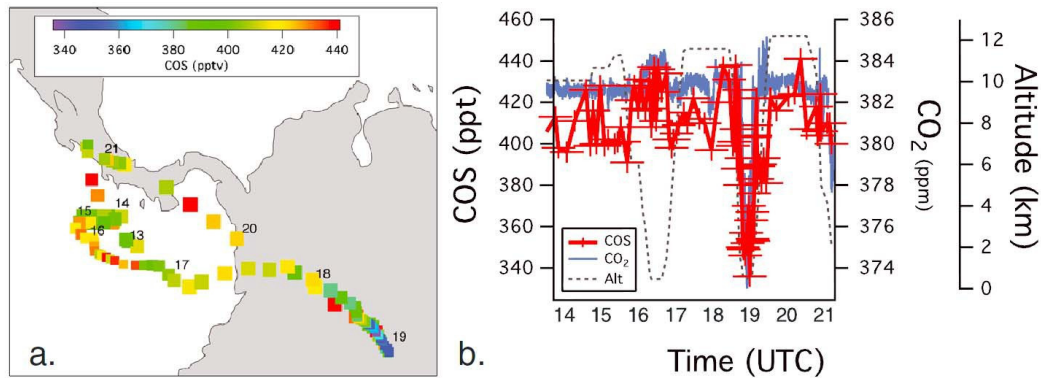 340 360 380 400 420 440
COS (pptv)
21
15 14
16
13
17
20
18
19
a.
460
440
420
400
380
360
340
COS (ppt)
COS
CO2
Alt
14 15 16 17 18 19 20 21
Time (UTC)
b.
386
384
382
380
378
376
374
CO2 (ppm)
12
10
8
6
4
2
0
Altitude (km)